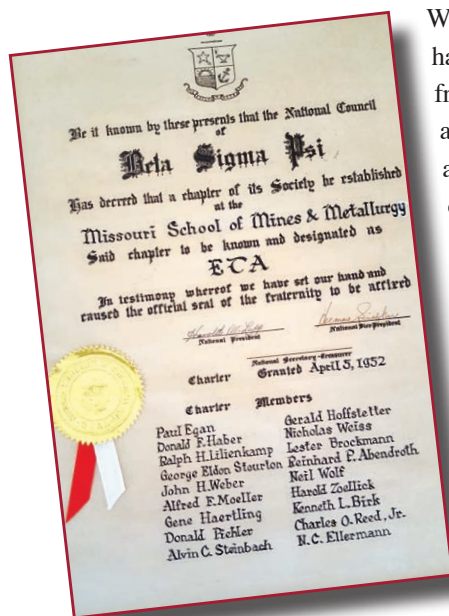 Be it known by these presents that the National Council
of
Beta Sigma Psi
Has decreed that a chapter of its Society be established
at the
Missouri School of Mines & Metallurgy
Said chapter to be known and designated as
ETA
In testimony whereof we have set our hand and
caused the official seal of the fraternity to be affixed
National President
National Vice President
National Secretary-Treasurer
Charter Granted April 5, 1952
Charter Members
Paul Egan
Donald F. Haber
Ralph H. Lilienkamp
George Eldon Stourton
John H. Weber
Alfred F. Moeller
Gene Haertling
Donald Pichler
Alvin C. Steinbach
Gerald Hoffstetter
Nicholas Weiss
Lester Brockmann
Reinhard P. Abendroth
Neil Wolf
Harold Zoellick
Kenneth L. Birk
Charles O. Reed, Jr.
N.C. Ellermann